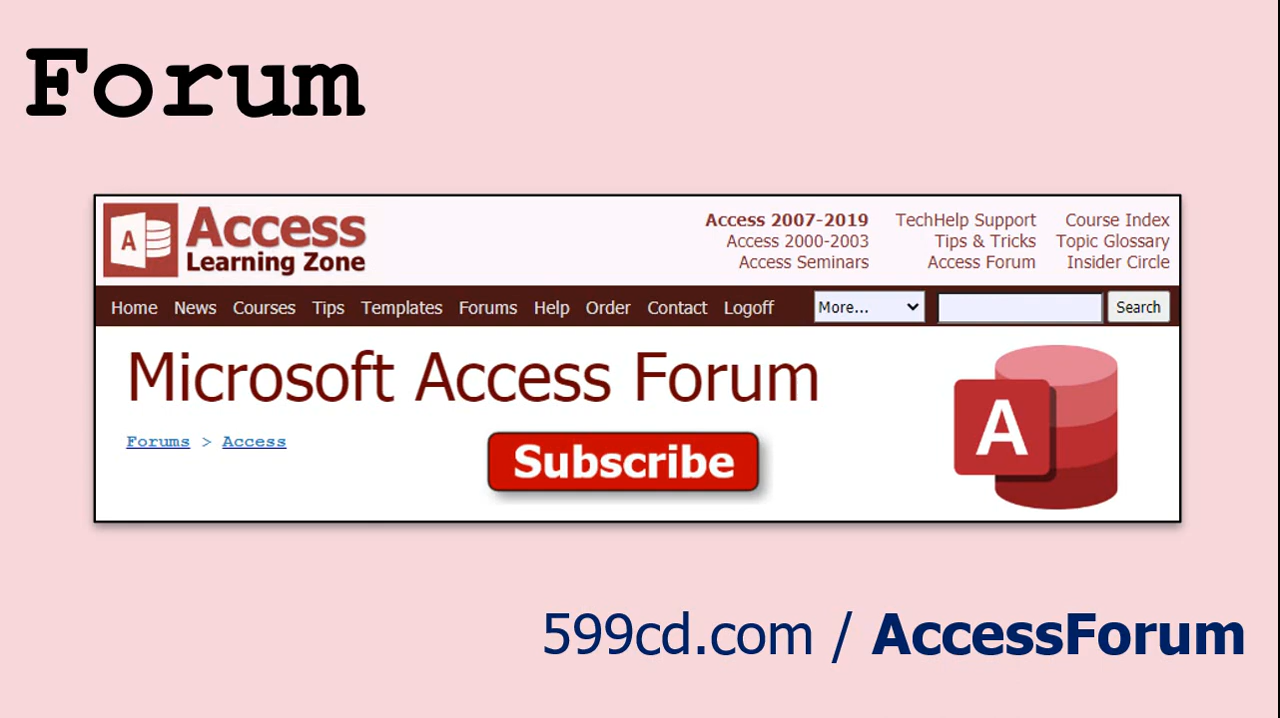 Forum
A
Access
Learning Zone
Access 2007-2019 TechHelp Support Course Index
Access 2000-2003 Tips & Tricks Topic Glossary
Access Seminars Access Forum Insider Circle
Home News Courses Tips Templates Forums Help Order Contact Logoff More... Search
Microsoft Access Forum
Forums > Access
Subscribe
A
599cd.com / AccessForum